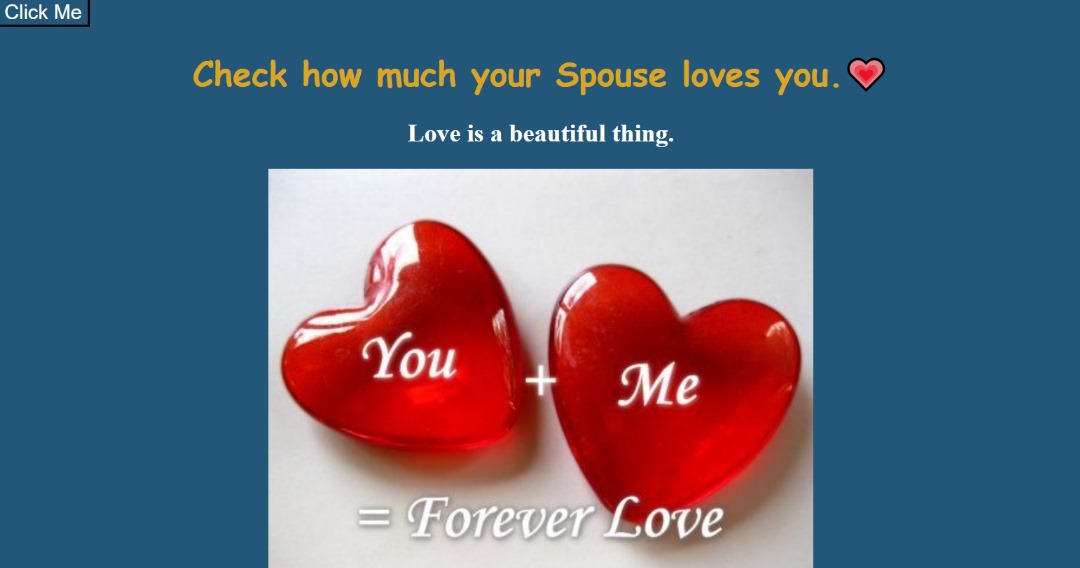 Click Me
Check how much your Spouse loves you.💗
Love is a beautiful thing.
You
+
Me
= Forever Love